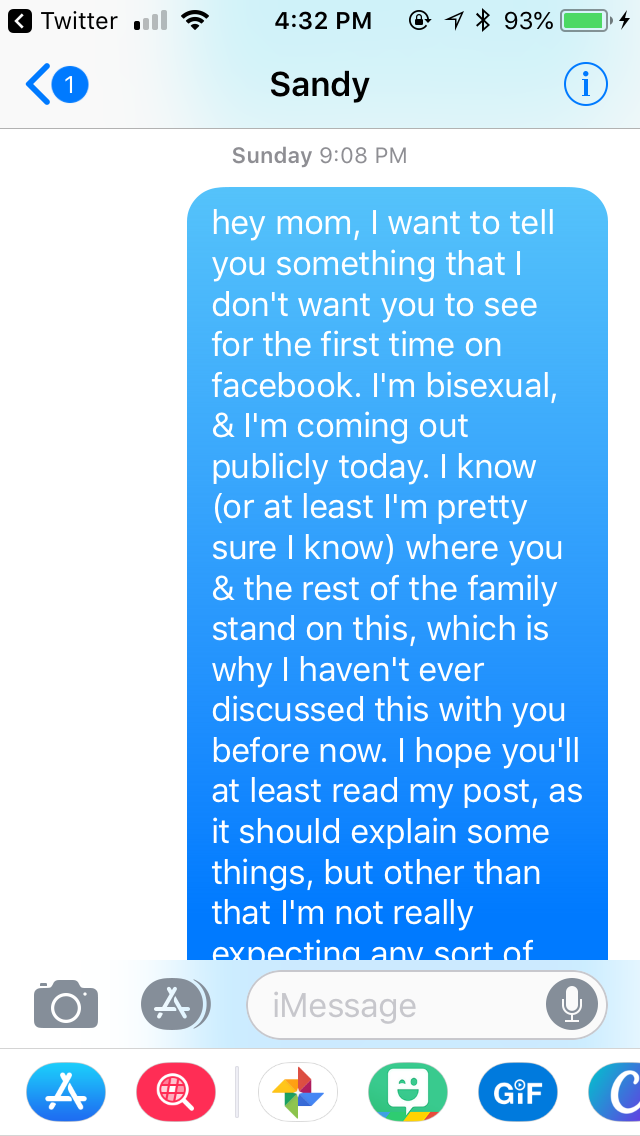 Twitter 4:32 PM 93%
1 Sandy i
Sunday 9:08 PM
hey mom, I want to tell
you something that I
don't want you to see
for the first time on
facebook. I'm bisexual,
& I'm coming out
publicly today. I know
(or at least I'm pretty
sure I know) where you
& the rest of the family
stand on this, which is
why I haven't ever
discussed this with you
before now. I hope you'll
at least read my post, as
it should explain some
things, but other than
that I'm not really
expecting any sort of
iMessage
GIF